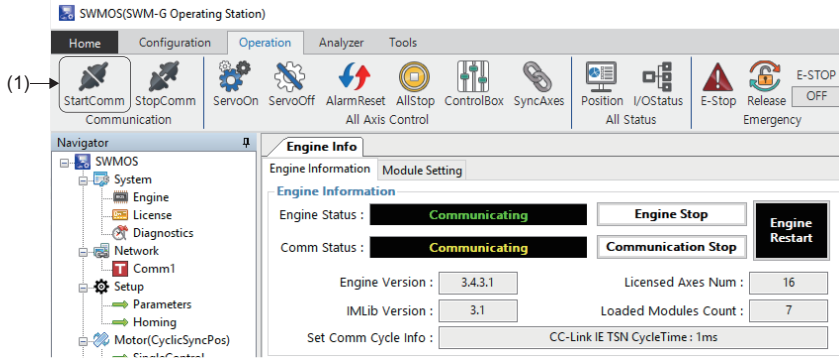 SWMOS(SWM-G Operating Station)
Home Configuration Operation Analyzer Tools
(1)
StartComm StopComm ServoOn ServoOff AlarmReset AllStop ControlBox SyncAxes Position I/OStatus E-Stop Release E-STOP
OFF
Communication All Axis Control All Status Emergency
Navigator
SWMOS
System
Engine
License
Diagnostics
Network
Comm1
Setup
Parameters
Homing
Motor(CyclicSyncPos)
SingleControl
Engine Info
Engine Information Module Setting
Engine Information
Engine Status : Communicating Engine Stop
Comm Status : Communicating Communication Stop
Engine Restart
Engine Version : 3.4.3.1 Licensed Axes Num : 16
IMLib Version : 3.1 Loaded Modules Count : 7
Set Comm Cycle Info : CC-Link IE TSN CycleTime : 1ms